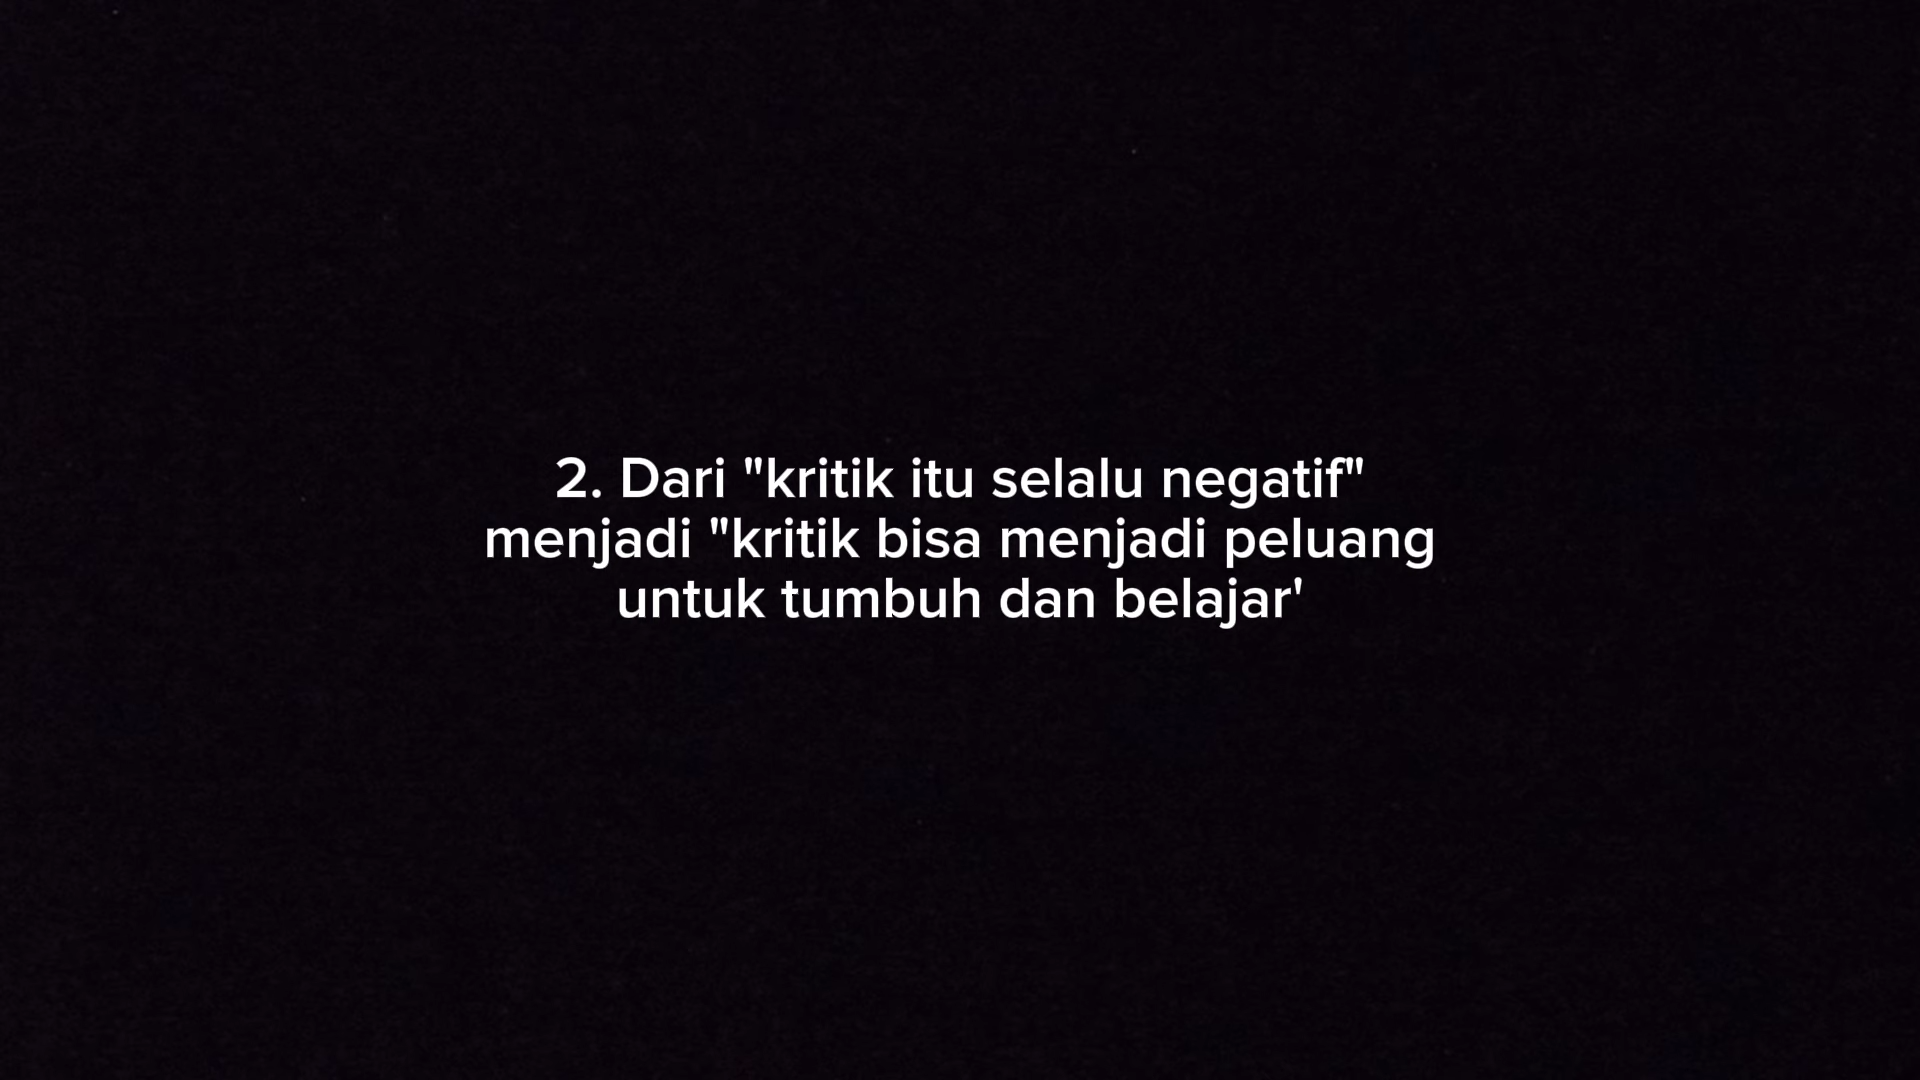 2. Dari "kritik itu selalu negatif"
menjadi "kritik bisa menjadi peluang
untuk tumbuh dan belajar'